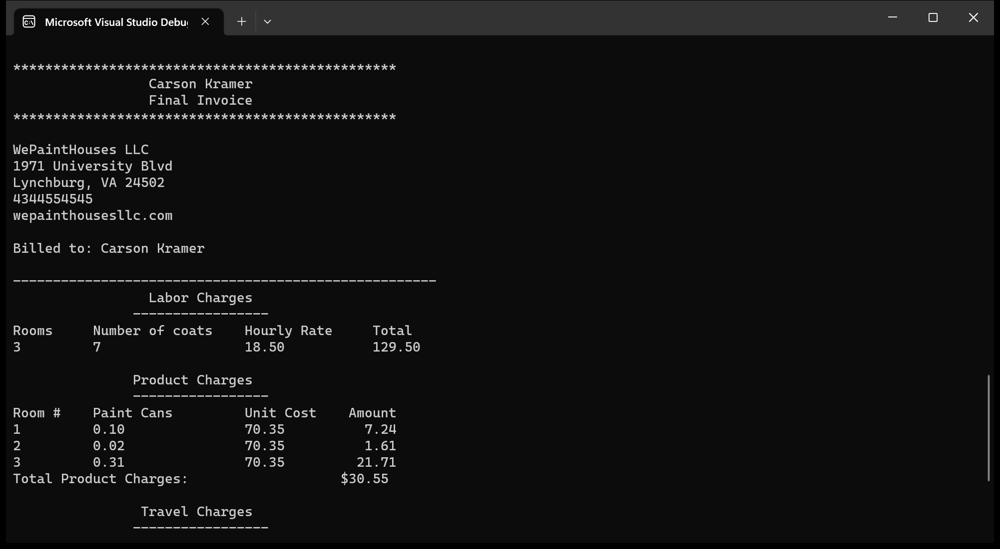 Microsoft Visual Studio Debu
************************************************
Carson Kramer
Final Invoice
************************************************
WePaintHouses LLC
1971 University Blvd
Lynchburg, VA 24502
4344554545
wepainthousesllc.com
Billed to: Carson Kramer
-----------------------------------------------------
Labor Charges
-----------------
Rooms Number of coats Hourly Rate Total
3 7 18.50 129.50
Product Charges
-----------------
Room # Paint Cans Unit Cost Amount
1 0.10 70.35 7.24
2 0.02 70.35 1.61
3 0.31 70.35 21.71
Total Product Charges: $30.55
Travel Charges
-----------------